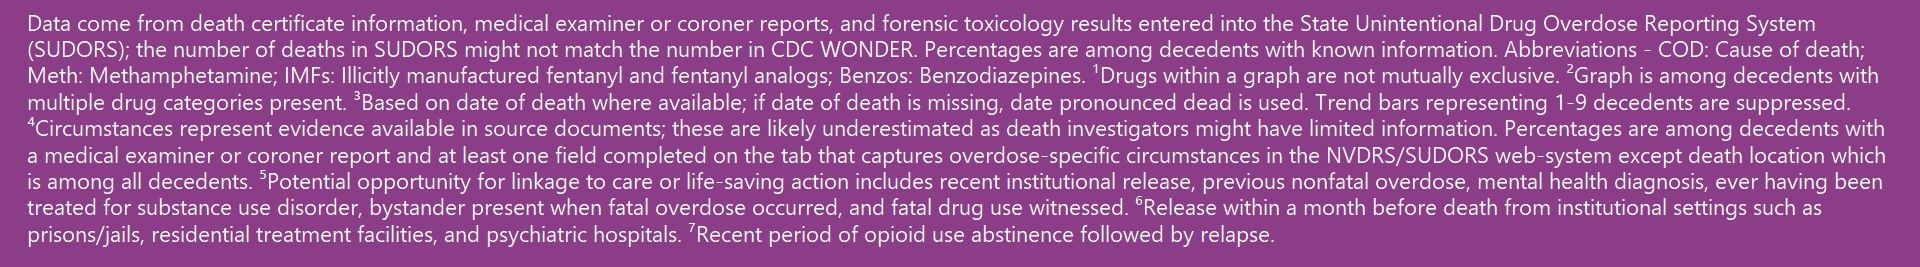 Data come from death certificate information, medical examiner or coroner reports, and forensic toxicology results entered into the State Unintentional Drug Overdose Reporting System
(SUDORS); the number of deaths in SUDORS might not match the number in CDC WONDER. Percentages are among decedents with known information. Abbreviations - COD: Cause of death;
Meth: Methamphetamine; IMFs: Illicitly manufactured fentanyl and fentanyl analogs; Benzos: Benzodiazepines. ¹Drugs within a graph are not mutually exclusive. ²Graph is among decedents with
multiple drug categories present. ³Based on date of death where available; if date of death is missing, date pronounced dead is used. Trend bars representing 1-9 decedents are suppressed.
⁴Circumstances represent evidence available in source documents; these are likely underestimated as death investigators might have limited information. Percentages are among decedents with
a medical examiner or coroner report and at least one field completed on the tab that captures overdose-specific circumstances in the NVDRS/SUDORS web-system except death location which
is among all decedents. ⁵Potential opportunity for linkage to care or life-saving action includes recent institutional release, previous nonfatal overdose, mental health diagnosis, ever having been
treated for substance use disorder, bystander present when fatal overdose occurred, and fatal drug use witnessed. ⁶Release within a month before death from institutional settings such as
prisons/jails, residential treatment facilities, and psychiatric hospitals. ⁷Recent period of opioid use abstinence followed by relapse.